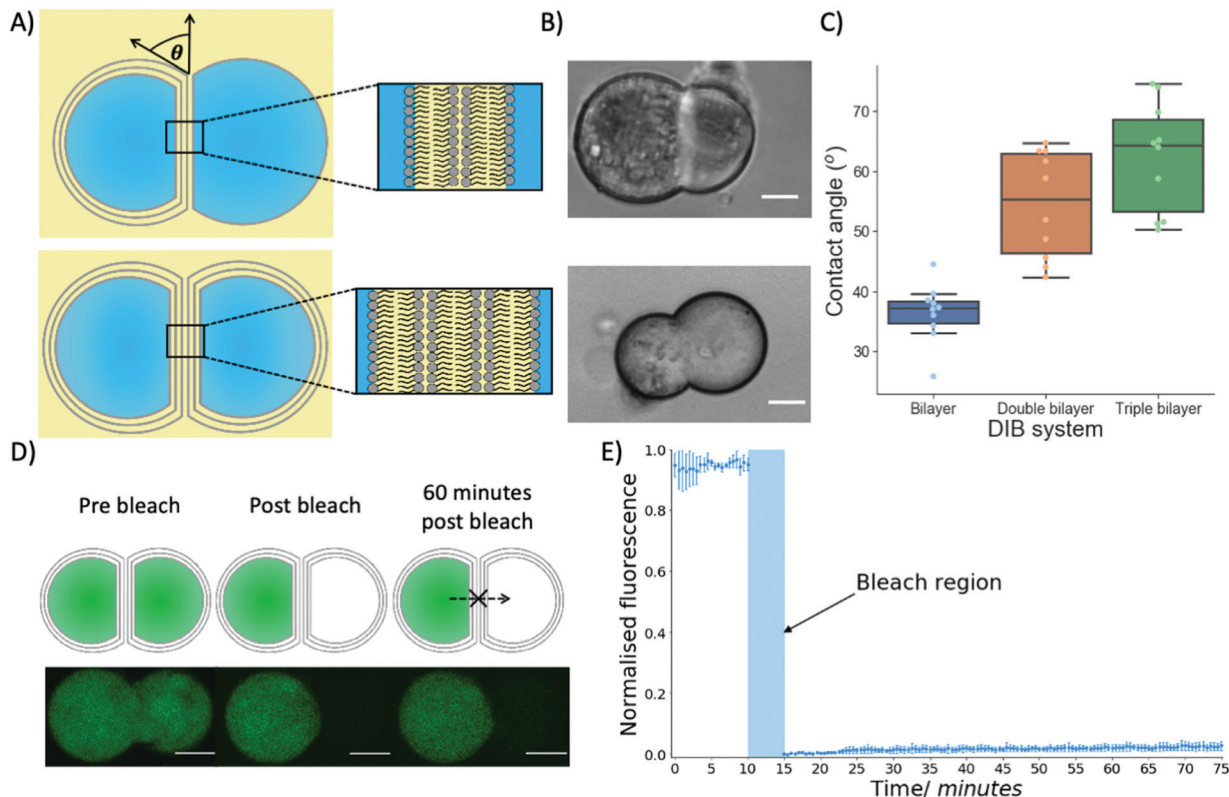 A)
θ
B)
C)
Contact angle (°)
70
60
50
40
30
Bilayer Double bilayer Triple bilayer
DIB system
D)
Pre bleach
Post bleach
60 minutes
post bleach
E)
Normalised fluorescence
1.0
0.8
0.6
0.4
0.2
0.0
Bleach region
0 5 10 15 20 25 30 35 40 45 50 55 60 65 70 75
Time/ minutes